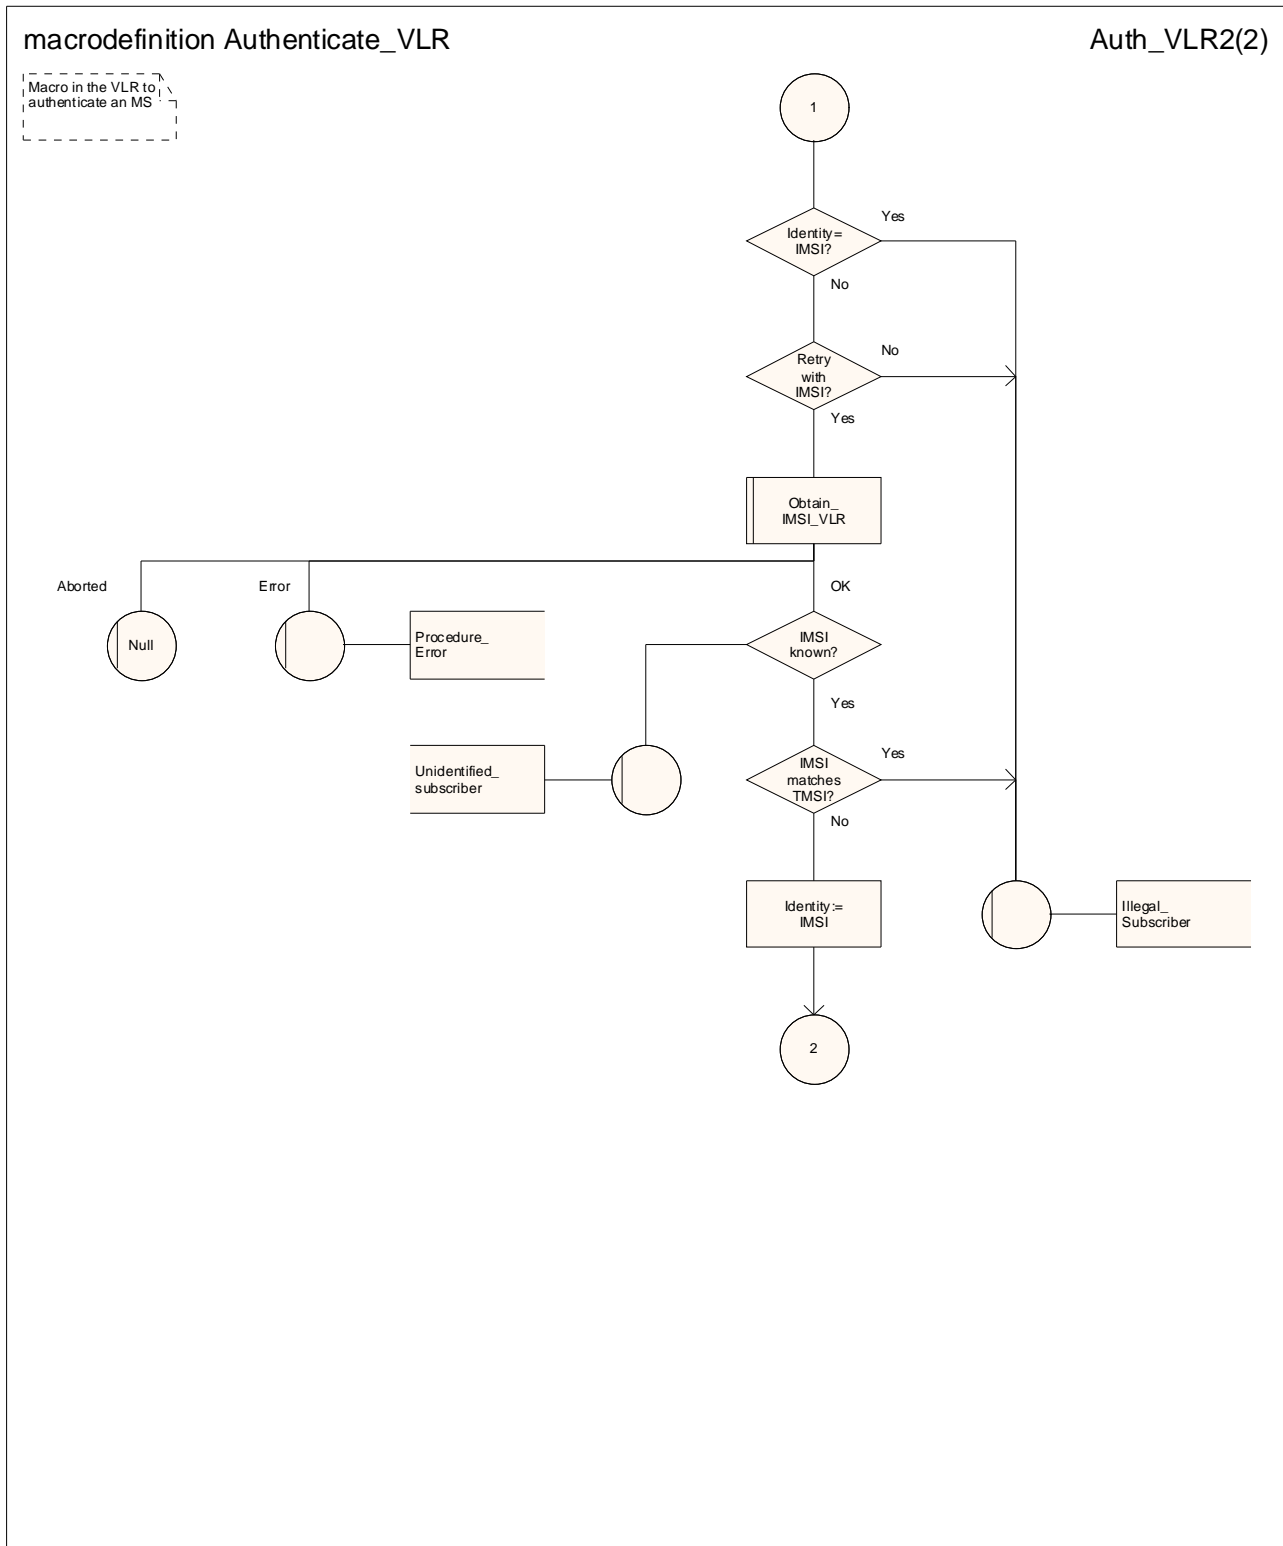 macrodefinition Authenticate_VLR
Auth_VLR2(2)
Macro in the VLR to
authenticate an MS
1
Identity=
IMSI?
Yes
No
Retry
with
IMSI?
No
Yes
Obtain_
IMSI_VLR
Aborted
Error
OK
Null
Procedure_
Error
IMSI
known?
Yes
Unidentified_
subscriber
IMSI
matches
TMSI?
Yes
No
Identity:=
IMSI
Illegal_
Subscriber
2